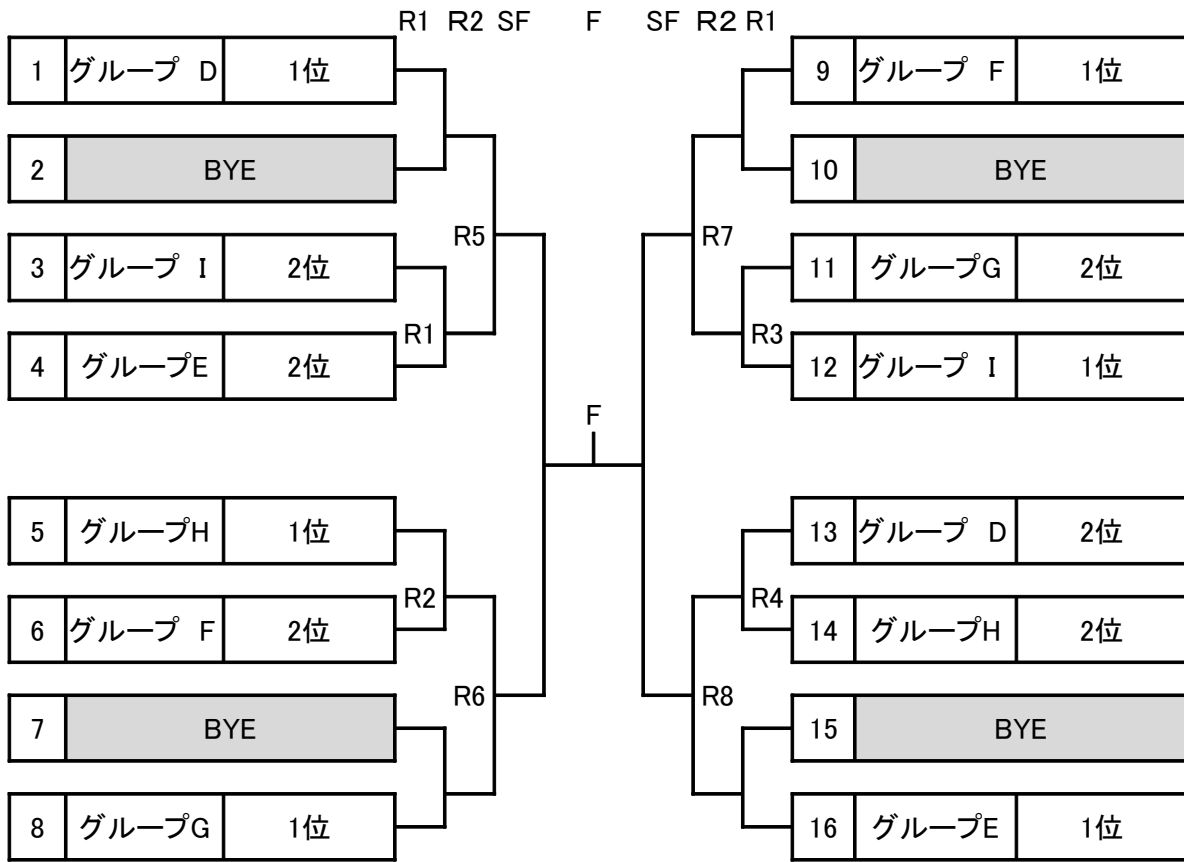 R1 R2 SF F SF R2 R1
1 グループ D 1位 9 グループ F 1位
2 BYE 10 BYE
R5 R7
3 グループ I 2位 11 グループG 2位
R1 R3
4 グループE 2位 12 グループ I 1位
F
5 グループH 1位 13 グループ D 2位
R2 R4
6 グループ F 2位 14 グループH 2位
R6 R8
7 BYE 15 BYE
8 グループG 1位 16 グループE 1位